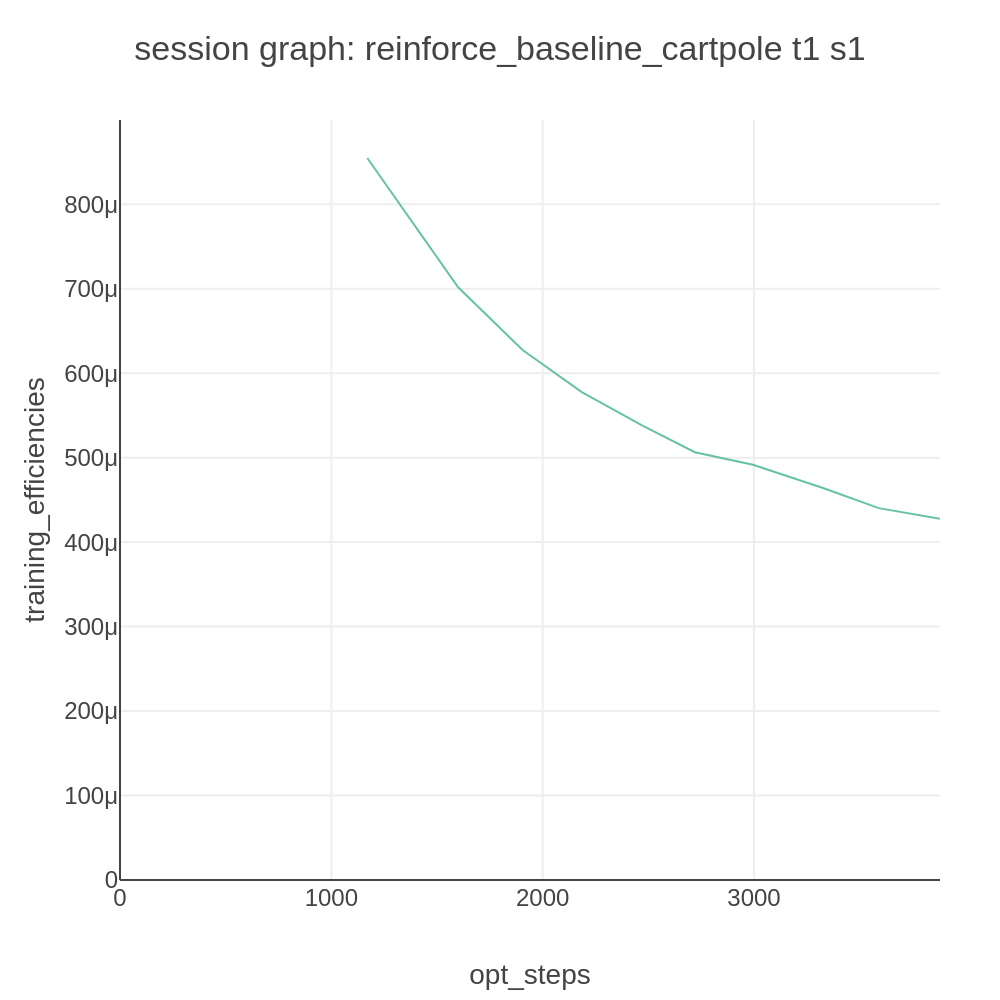 session graph: reinforce_baseline_cartpole t1 s1
training_efficiencies
800μ
700μ
600μ
500μ
400μ
300μ
200μ
100μ
0
0 1000 2000 3000
opt_steps